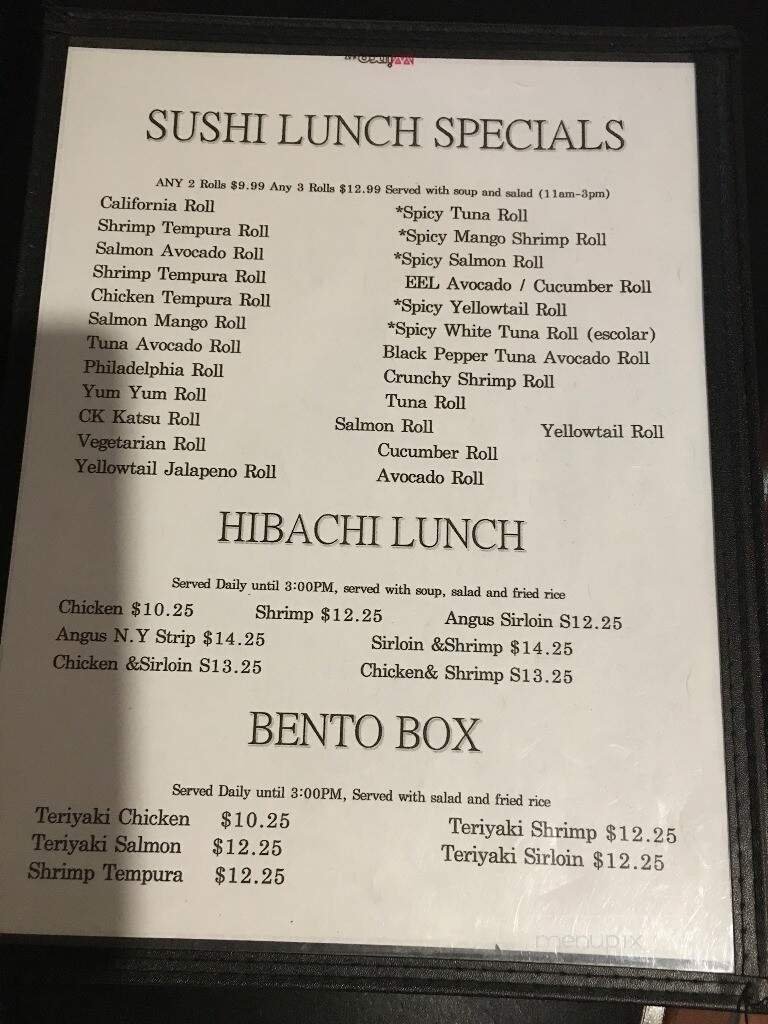 SUSHI LUNCH SPECIALS
ANY 2 Rolls $9.99 Any 3 Rolls $12.99 Served with soup and salad (11am-3pm)
California Roll
Shrimp Tempura Roll
Salmon Avocado Roll
Shrimp Tempura Roll
Chicken Tempura Roll
Salmon Mango Roll
Tuna Avocado Roll
Philadelphia Roll
Yum Yum Roll
CK Katsu Roll
Vegetarian Roll
Yellowtail Jalapeno Roll
*Spicy Tuna Roll
*Spicy Mango Shrimp Roll
*Spicy Salmon Roll
EEL Avocado / Cucumber Roll
*Spicy Yellowtail Roll
*Spicy White Tuna Roll (escolar)
Black Pepper Tuna Avocado Roll
Crunchy Shrimp Roll
Tuna Roll
Salmon Roll Yellowtail Roll
Cucumber Roll
Avocado Roll
HIBACHI LUNCH
Served Daily until 3:00PM, served with soup, salad and fried rice
Chicken $10.25 Shrimp $12.25 Angus Sirloin S12.25
Angus N.Y Strip $14.25 Sirloin &Shrimp $14.25
Chicken &Sirloin S13.25 Chicken& Shrimp S13.25
BENTO BOX
Served Daily until 3:00PM, Served with salad and fried rice
Teriyaki Chicken $10.25 Teriyaki Shrimp $12.25
Teriyaki Salmon $12.25 Teriyaki Sirloin $12.25
Shrimp Tempura $12.25
menupix